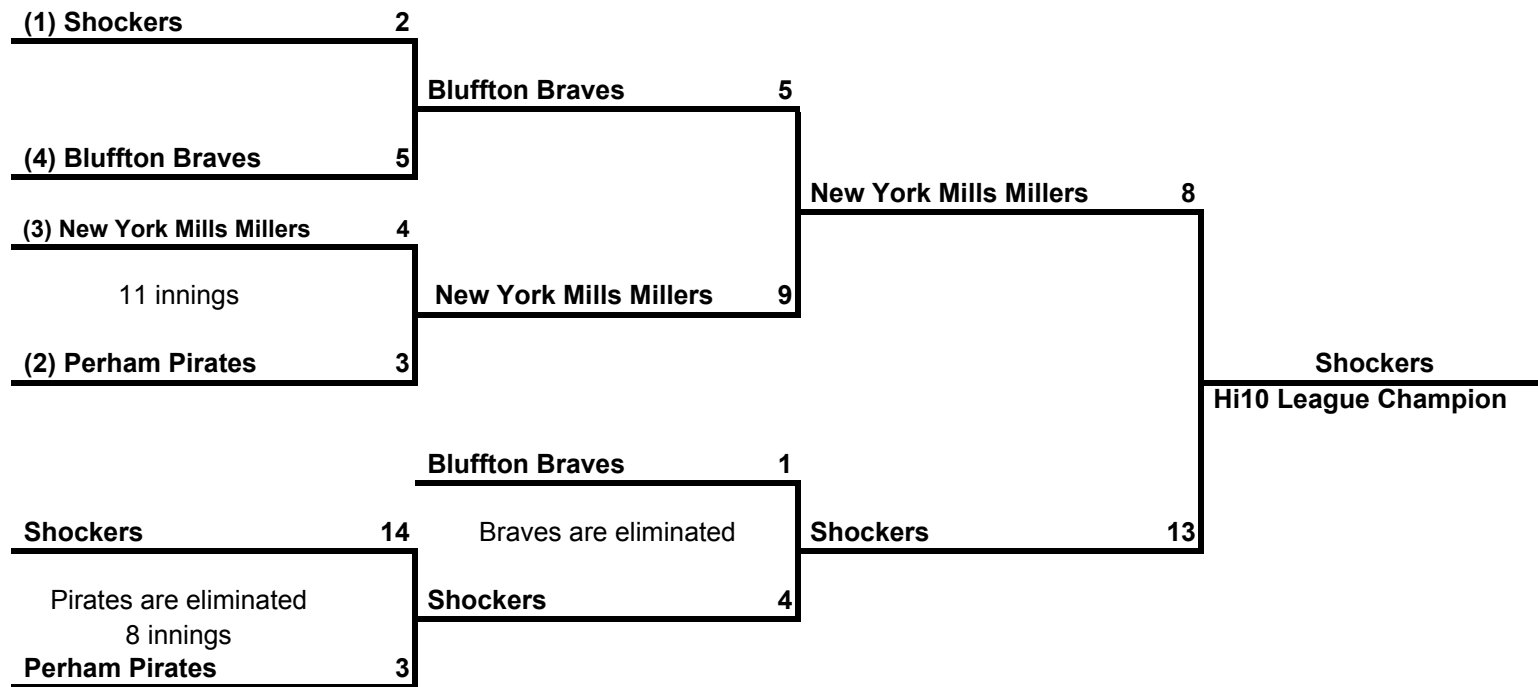 (1) Shockers 2
Bluffton Braves 5
(4) Bluffton Braves 5
New York Mills Millers 8
(3) New York Mills Millers 4
11 innings
New York Mills Millers 9
(2) Perham Pirates 3
Shockers
Hi10 League Champion
Bluffton Braves 1
Shockers 14
Braves are eliminated
Shockers 13
Pirates are eliminated
8 innings
Shockers 4
Perham Pirates 3